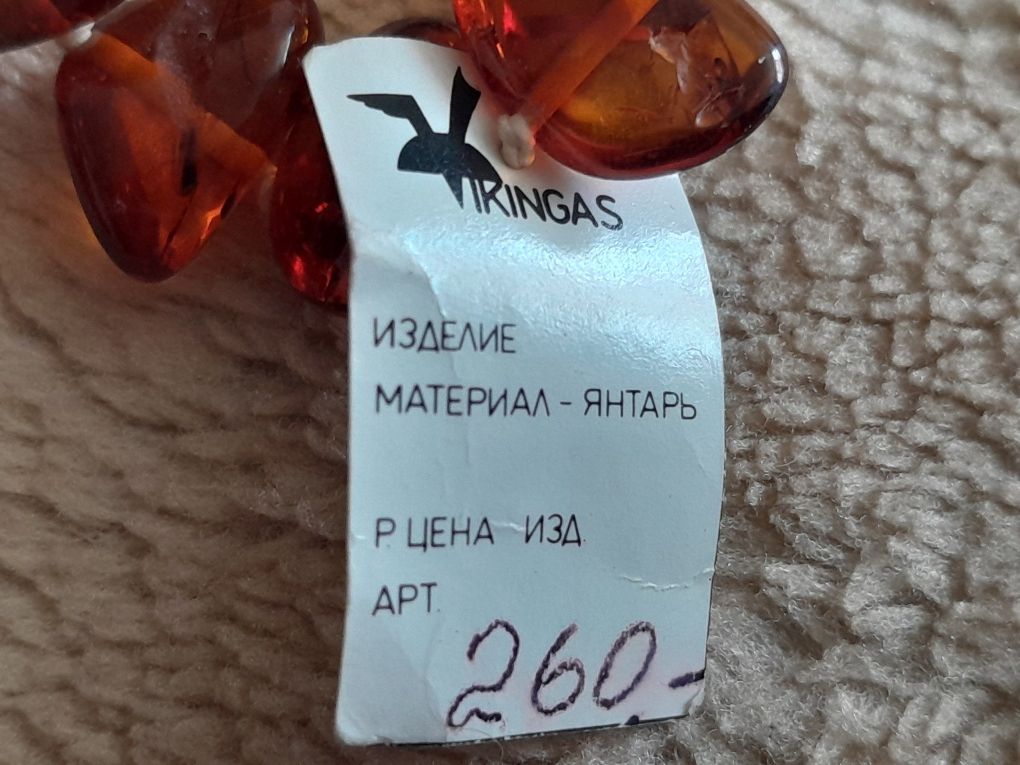 VIKINGAS
ИЗДЕЛИЕ
МАТЕРИАЛ - ЯНТАРЬ
Р. ЦЕНА ИЗД.
АРТ.
260-